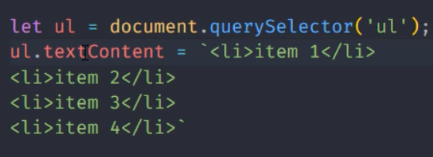 let ul = document.querySelector('ul');
ul.textContent = `<li>item 1</li>
<li>item 2</li>
<li>item 3</li>
<li>item 4</li>`